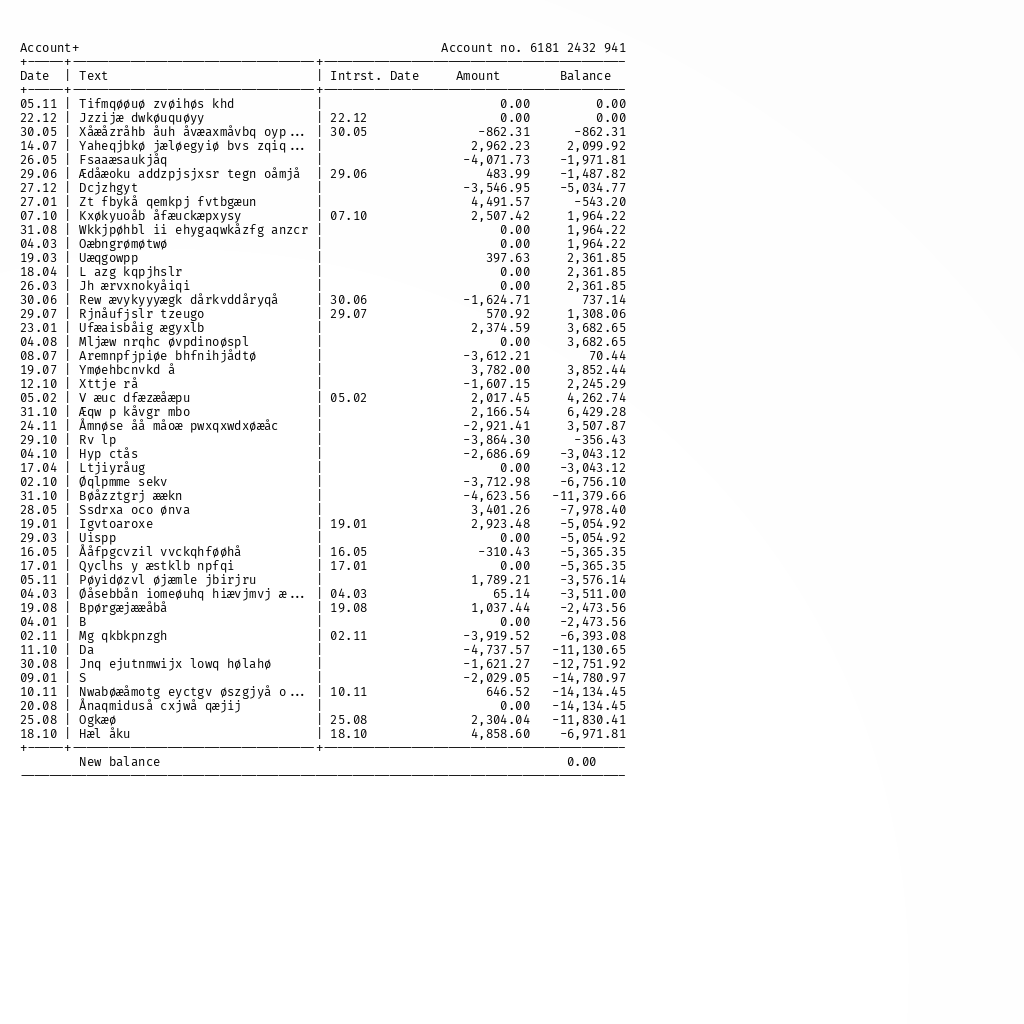 Account+ Account no. 6181 2432 941
+-----+---------------------------------+-----------------------------------------
Date | Text | Intrst. Date Amount Balance
+-----+---------------------------------+-----------------------------------------
05.11 | Tifmqøøuø zvøihøs khd | 0.00 0.00
22.12 | Jzzijæ dwkøuquøyy | 22.12 0.00 0.00
30.05 | Xåæåzråhb åuh åvæaxmåvbq oyp... | 30.05 -862.31 -862.31
14.07 | Yaheqjbkø jæløegyiø bvs zqiq... | 2,962.23 2,099.92
26.05 | Fsaaæsaukjåq | -4,071.73 -1,971.81
29.06 | Ædåæoku addzpjsjxsr tegn oåmjå | 29.06 483.99 -1,487.82
27.12 | Dcjzhgyt | -3,546.95 -5,034.77
27.01 | Zt fbykå qemkpj fvtbgæun | 4,491.57 -543.20
07.10 | Kxøkyuoåb åfæuckæpxysy | 07.10 2,507.42 1,964.22
31.08 | Wkkjpøhbl ii ehygaqwkåzfg anzcr | 0.00 1,964.22
04.03 | Oæbngrømøtwø | 0.00 1,964.22
19.03 | Uæqgowpp | 397.63 2,361.85
18.04 | L azg kqpjhslr | 0.00 2,361.85
26.03 | Jh ærvxnokyåiqi | 0.00 2,361.85
30.06 | Rew ævykyyyægk dårkvddåryqå | 30.06 -1,624.71 737.14
29.07 | Rjnåufjslr tzeugo | 29.07 570.92 1,308.06
23.01 | Ufæaisbåig ægyxlb | 2,374.59 3,682.65
04.08 | Mljæw nrqhc øvpdinoøspl | 0.00 3,682.65
08.07 | Aremnpfjpiøe bhfnihjådtø | -3,612.21 70.44
19.07 | Ymøehbcnvkd å | 3,782.00 3,852.44
12.10 | Xttje rå | -1,607.15 2,245.29
05.02 | V æuc dfæzæåæpu | 05.02 2,017.45 4,262.74
31.10 | Æqw p kåvgr mbo | 2,166.54 6,429.28
24.11 | Åmnøse åå måoæ pwxqxwdxøæåc | -2,921.41 3,507.87
29.10 | Rv lp | -3,864.30 -356.43
04.10 | Hyp ctås | -2,686.69 -3,043.12
17.04 | Ltjiyråug | 0.00 -3,043.12
02.10 | Øqlpmme sekv | -3,712.98 -6,756.10
31.10 | Bøåzztgrj æækn | -4,623.56 -11,379.66
28.05 | Ssdrxa oco ønva | 3,401.26 -7,978.40
19.01 | Igvtoaroxe | 19.01 2,923.48 -5,054.92
29.03 | Uispp | 0.00 -5,054.92
16.05 | Ååfpgcvzil vvckqhføøhå | 16.05 -310.43 -5,365.35
17.01 | Qyclhs y æstklb npfqi | 17.01 0.00 -5,365.35
05.11 | Pøyidøzvl øjæmle jbirjru | 1,789.21 -3,576.14
04.03 | Øåsebbån iomeøuhq hiævjmvj æ... | 04.03 65.14 -3,511.00
19.08 | Bpørgæjææåbå | 19.08 1,037.44 -2,473.56
04.01 | B | 0.00 -2,473.56
02.11 | Mg qkbkpnzgh | 02.11 -3,919.52 -6,393.08
11.10 | Da | -4,737.57 -11,130.65
30.08 | Jnq ejutnmwijx lowq hølahø | -1,621.27 -12,751.92
09.01 | S | -2,029.05 -14,780.97
10.11 | Nwabøæåmotg eyctgv øszgjyå o... | 10.11 646.52 -14,134.45
20.08 | Ånaqmiduså cxjwå qæjij | 0.00 -14,134.45
25.08 | Ogkæø | 25.08 2,304.04 -11,830.41
18.10 | Hæl åku | 18.10 4,858.60 -6,971.81
+-----+---------------------------------+-----------------------------------------
New balance 0.00
----------------------------------------------------------------------------------